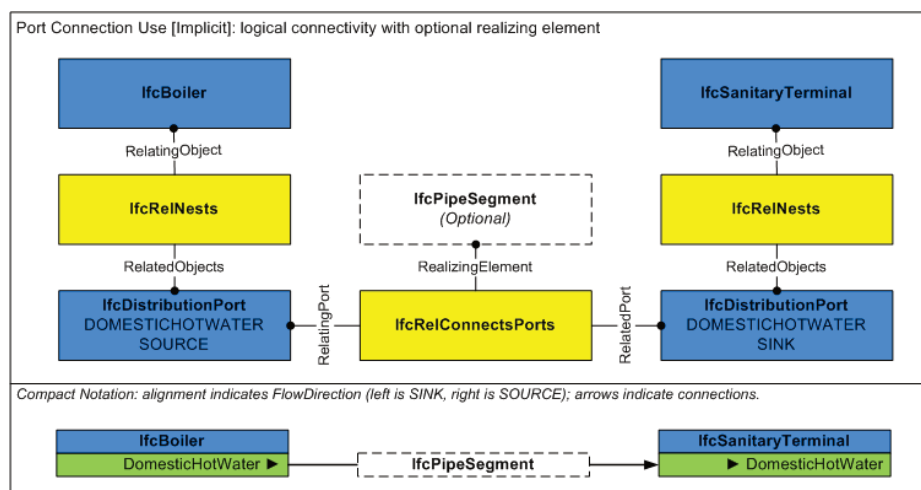 Port Connection Use [Implicit]: logical connectivity with optional realizing element
IfcBoiler
IfcSanitaryTerminal
RelatingObject
RelatingObject
IfcRelNests
IfcPipeSegment
(Optional)
IfcRelNests
RelatedObjects
RealizingElement
RelatedObjects
IfcDistributionPort
DOMESTICHOTWATER
SOURCE
RelatingPort
IfcRelConnectsPorts
RelatedPort
IfcDistributionPort
DOMESTICHOTWATER
SINK
Compact Notation: alignment indicates FlowDirection (left is SINK, right is SOURCE); arrows indicate connections.
IfcBoiler
DomesticHotWater ►
IfcPipeSegment
IfcSanitaryTerminal
► DomesticHotWater